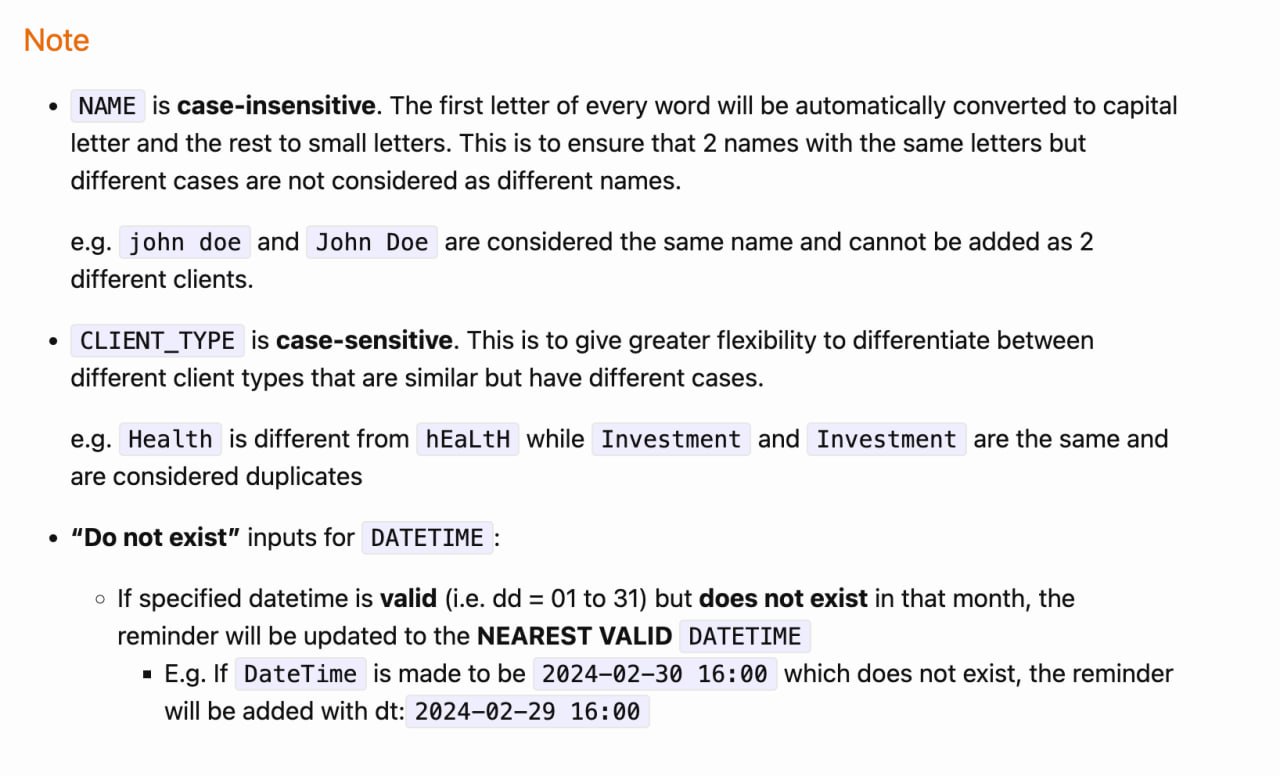 Note
• NAME is case-insensitive. The first letter of every word will be automatically converted to capital
letter and the rest to small letters. This is to ensure that 2 names with the same letters but
different cases are not considered as different names.
e.g. john doe and John Doe are considered the same name and cannot be added as 2
different clients.
• CLIENT_TYPE is case-sensitive. This is to give greater flexibility to differentiate between
different client types that are similar but have different cases.
e.g. Health is different from hEaLtH while Investment and Investment are the same and
are considered duplicates
• “Do not exist” inputs for DATETIME:
◦ If specified datetime is valid (i.e. dd = 01 to 31) but does not exist in that month, the
reminder will be updated to the NEAREST VALID DATETIME
▪ E.g. If DateTime is made to be 2024-02-30 16:00 which does not exist, the reminder
will be added with dt: 2024-02-29 16:00